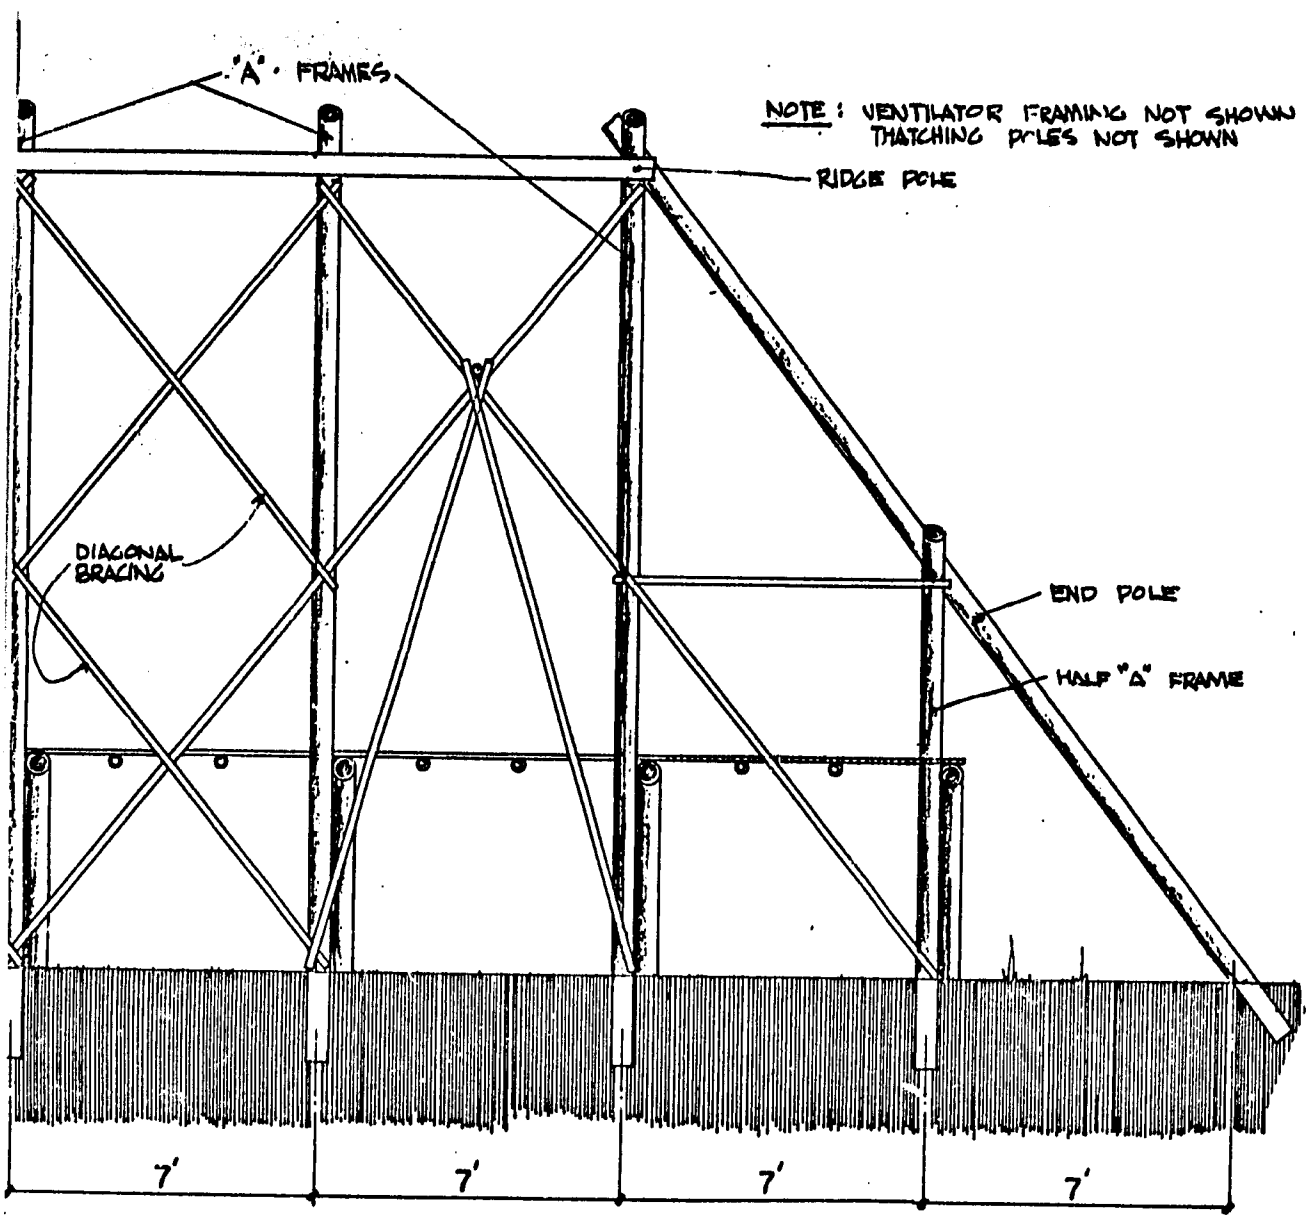 "A" FRAMES
NOTE : VENTILATOR FRAMING NOT SHOWN
THATCHING POLES NOT SHOWN
RIDGE POLE
DIAGONAL
BRACING
END POLE
HALF "A" FRAME
7' 7' 7' 7'